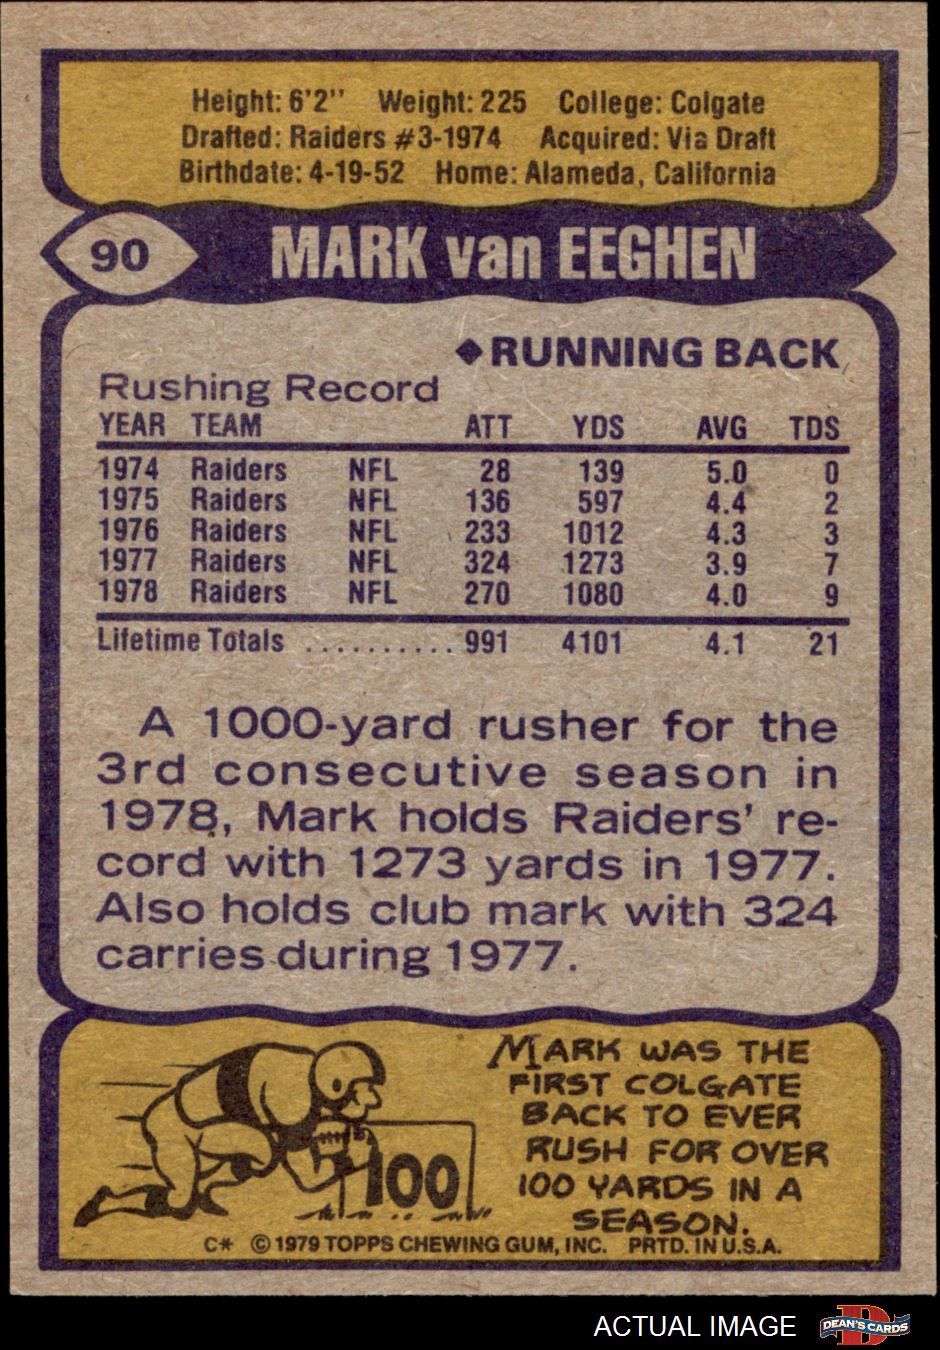 Height: 6'2" Weight: 225 College: Colgate
Drafted: Raiders #3-1974 Acquired: Via Draft
Birthdate: 4-19-52 Home: Alameda, California
90 MARK van EEGHEN
◆RUNNING BACK
Rushing Record
YEAR TEAM ATT YDS AVG TDS
1974 Raiders NFL 28 139 5.0 0
1975 Raiders NFL 136 597 4.4 2
1976 Raiders NFL 233 1012 4.3 3
1977 Raiders NFL 324 1273 3.9 7
1978 Raiders NFL 270 1080 4.0 9
Lifetime Totals .......... 991 4101 4.1 21
A 1000-yard rusher for the
3rd consecutive season in
1978, Mark holds Raiders' re-
cord with 1273 yards in 1977.
Also holds club mark with 324
carries during 1977.
MARK WAS THE
FIRST COLGATE
BACK TO EVER
RUSH FOR OVER
100 YARDS IN A
SEASON.
100
C* © 1979 TOPPS CHEWING GUM, INC. PRTD. IN U.S.A.
ACTUAL IMAGE
D
DEAN'S CARDS